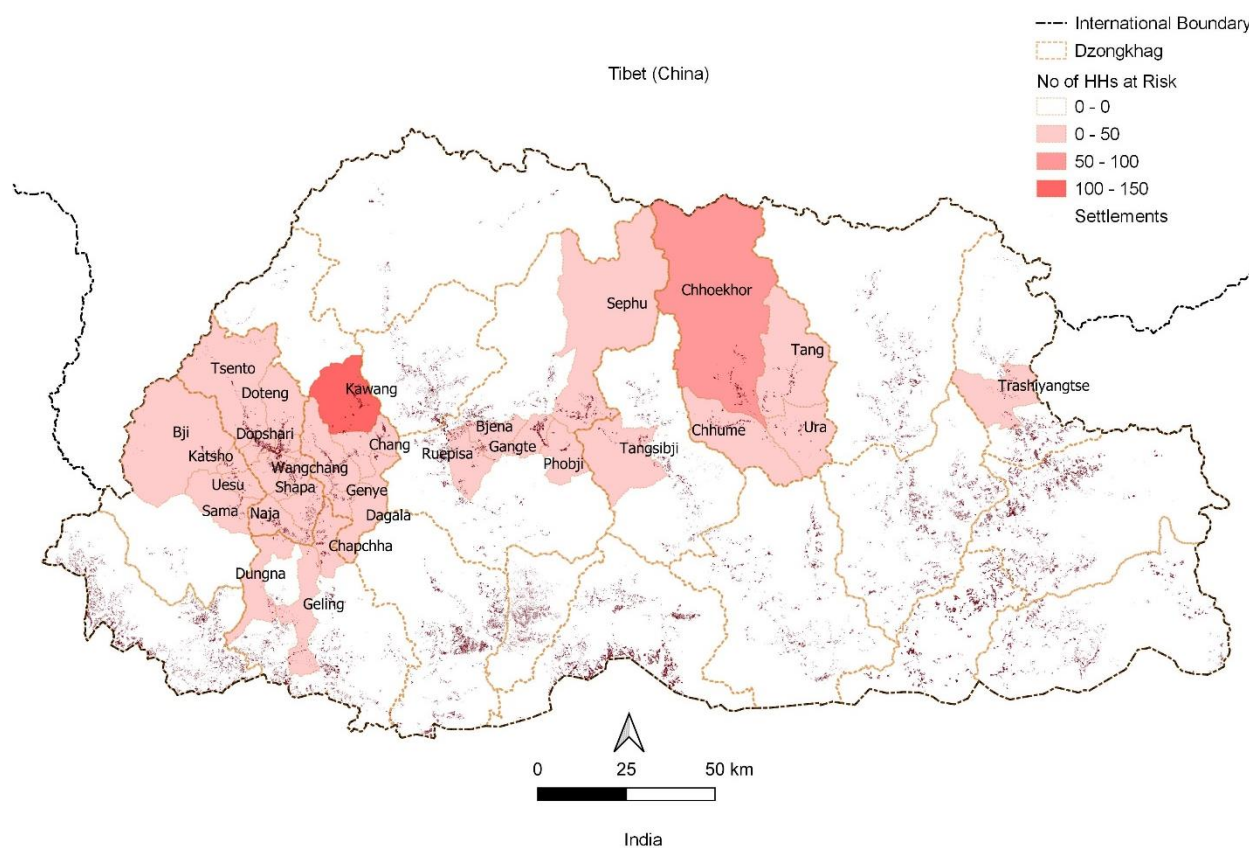 International Boundary
Dzongkhag
Tibet (China)
No of HHs at Risk
0 - 0
0 - 50
50 - 100
100 - 150
Settlements
Chhoekhor
Sephu
Tang
Tsento
Trashiyangtse
Kawang
Doteng
Bjena
Ura
Bji
Dopshari
Chhume
Chang
Gangte
Tangsibji
Ruepisa
Katsho
Phobji
Wangchang
Uesu
Shapa
Genye
Sama
Naja
Dagala
Chapchha
Dungna
Geling
0
25
50 km
India